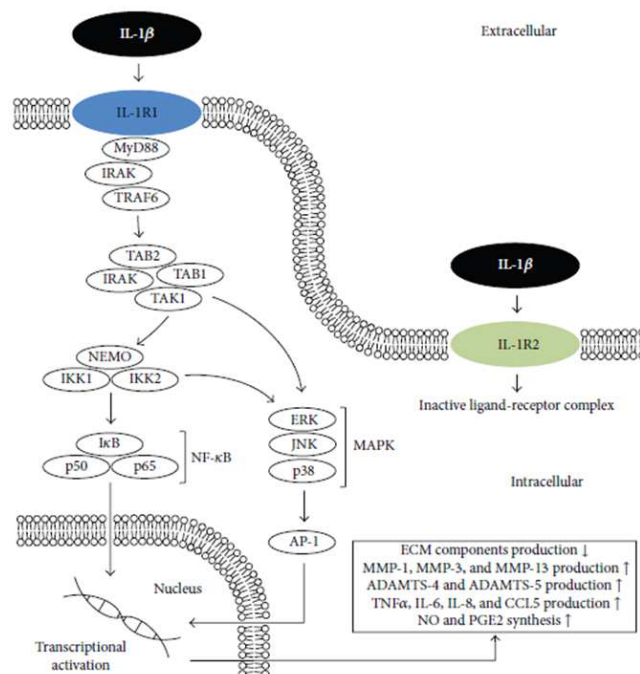 IL-1β
Extracellular
IL-1R1
MyD88
IRAK
TRAF6
TAB2
IRAK
TAB1
TAK1
IL-1β
IL-1R2
Inactive ligand-receptor complex
NEMO
IKK1
IKK2
ERK
JNK
p38
MAPK
IκB
p50
p65
NF-κB
Intracellular
AP-1
Nucleus
Transcriptional
activation
ECM components production ↓
MMP-1, MMP-3, and MMP-13 production ↑
ADAMTS-4 and ADAMTS-5 production ↑
TNFα, IL-6, IL-8, and CCL5 production ↑
NO and PGE2 synthesis ↑